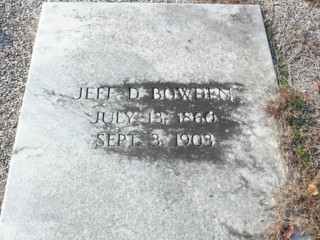 JEFF D. BOWDEN
JULY 13, 1860
SEPT. 3, 1903